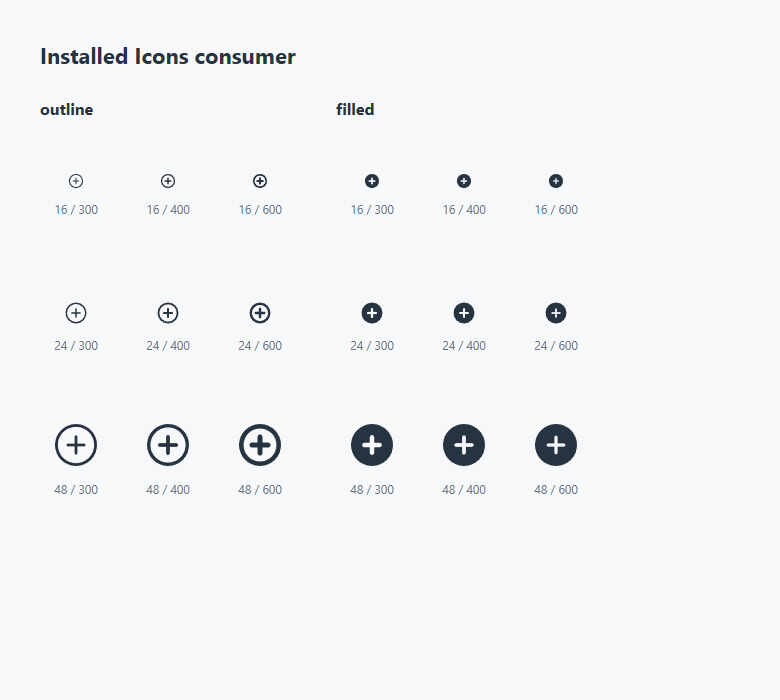 Installed Icons consumer
outline filled
16 / 300 16 / 400 16 / 600 16 / 300 16 / 400 16 / 600
24 / 300 24 / 400 24 / 600 24 / 300 24 / 400 24 / 600
48 / 300 48 / 400 48 / 600 48 / 300 48 / 400 48 / 600